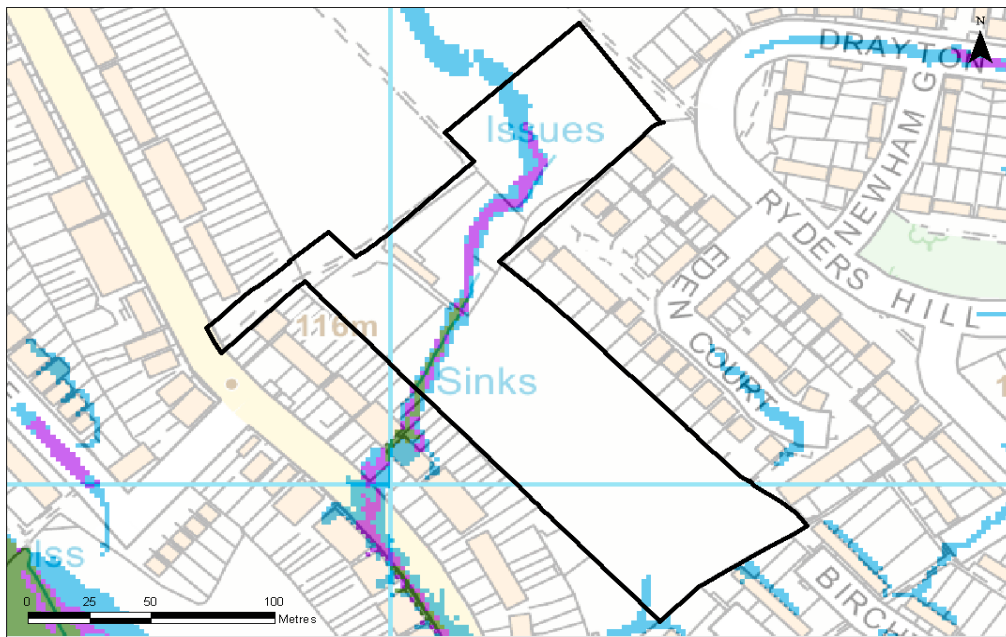 N
DRAYTON
Issues
NEWHAM G
RYDERS HILL
EDEN COURT
116m
Sinks
Iss
BIRCH
0 25 50 100
Metres